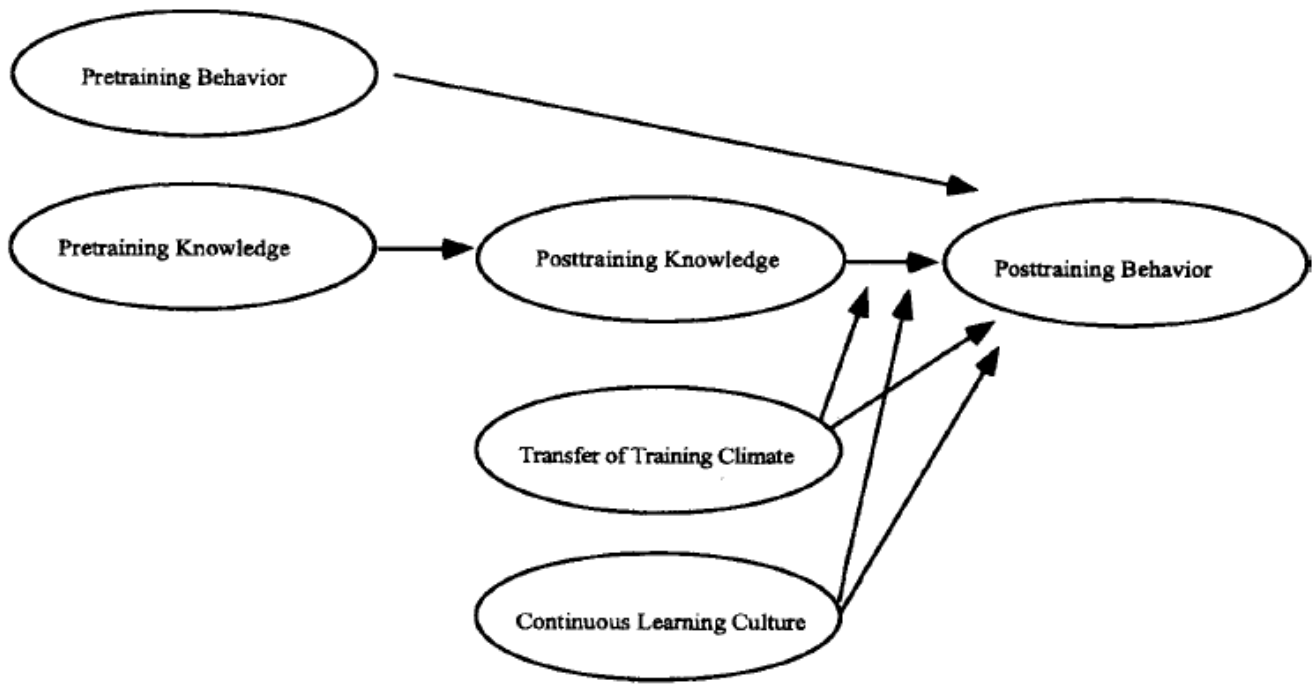 Pretraining Behavior
Pretraining Knowledge
Posttraining Knowledge
Posttraining Behavior
Transfer of Training Climate
Continuous Learning Culture